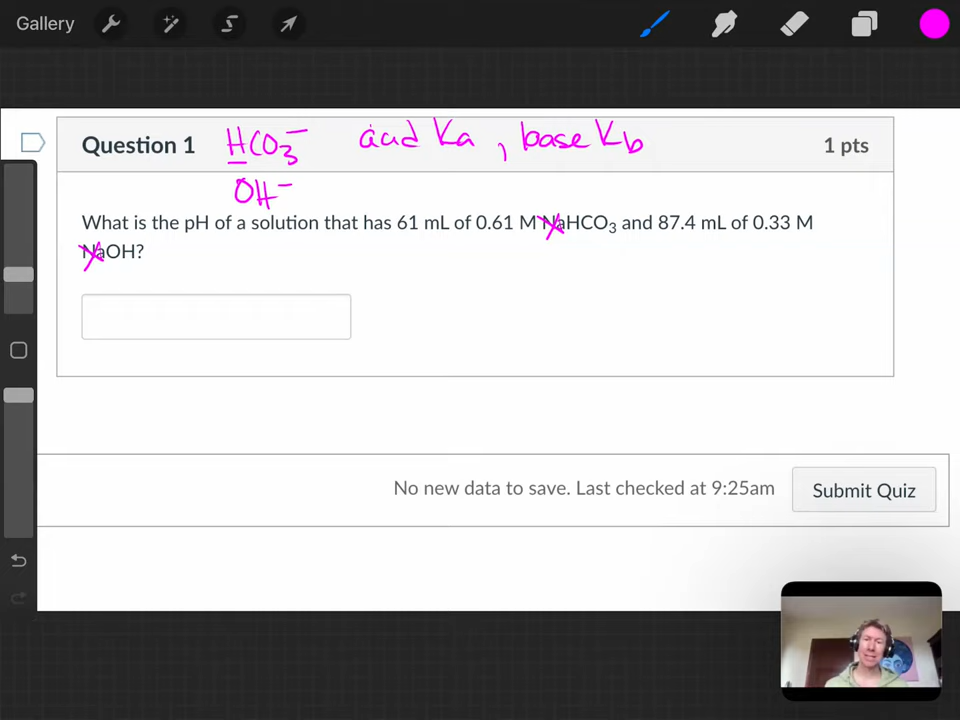 Gallery
Question 1 HCO3⁻ acid Ka, base Kb 1 pts
OH⁻
What is the pH of a solution that has 61 mL of 0.61 M NaHCO₃ and 87.4 mL of 0.33 M
NaOH?
No new data to save. Last checked at 9:25am Submit Quiz